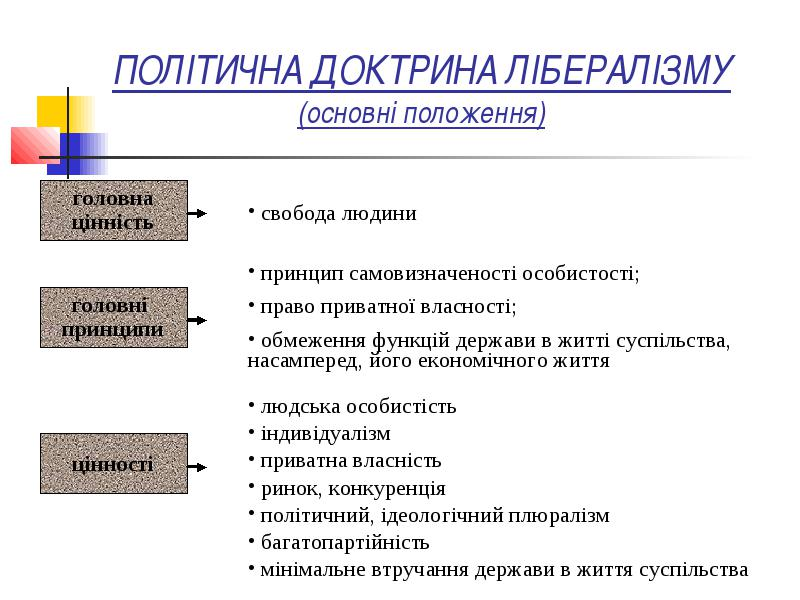 ПОЛІТИЧНА ДОКТРИНА ЛІБЕРАЛІЗМУ
(основні положення)
головна
цінність
• свобода людини
головні
принципи
• принцип самовизначеності особистості;
• право приватної власності;
• обмеження функцій держави в житті суспільства,
насамперед, його економічного життя
цінності
• людська особистість
• індивідуалізм
• приватна власність
• ринок, конкуренція
• політичний, ідеологічний плюралізм
• багатопартійність
• мінімальне втручання держави в життя суспільства